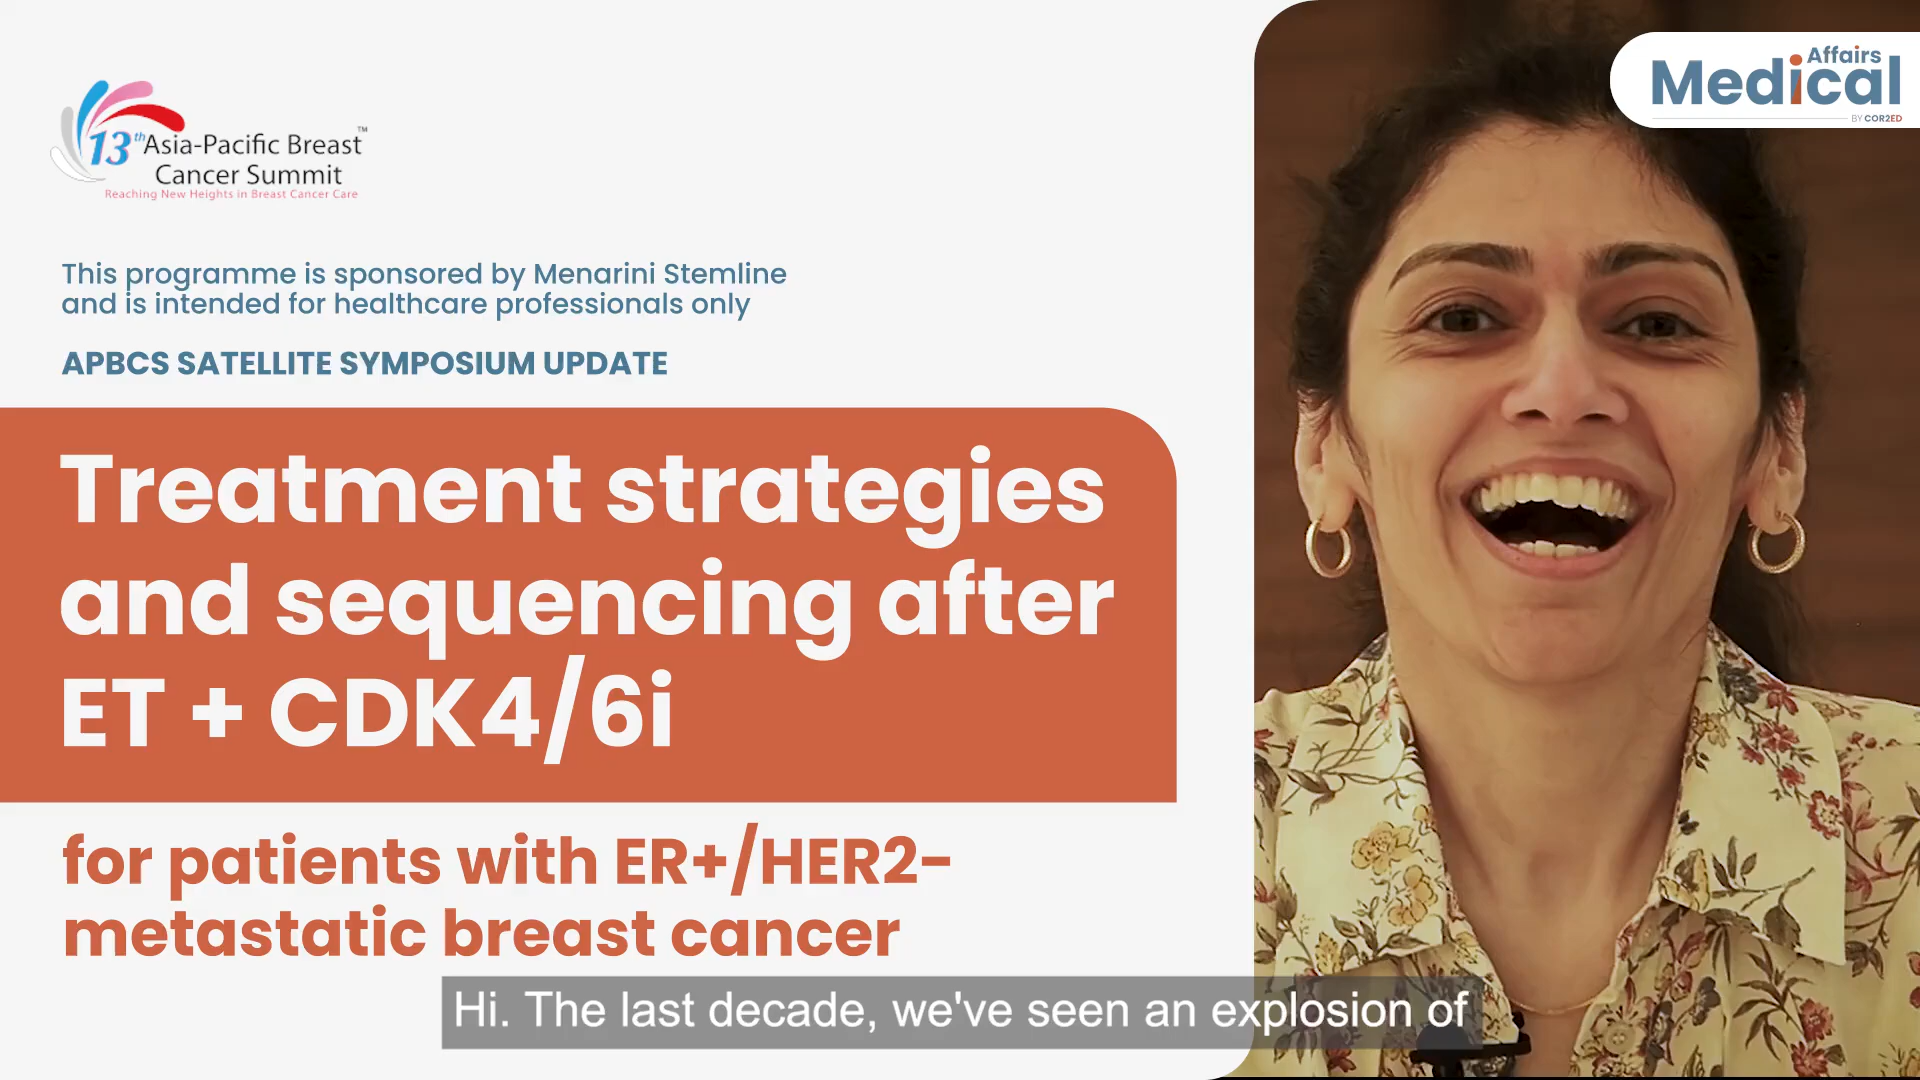 13th Asia-Pacific Breast™
Cancer Summit
Reaching New Heights in Breast Cancer Care
Affairs
Medical
BY COR2ED
This programme is sponsored by Menarini Stemline
and is intended for healthcare professionals only
APBCS SATELLITE SYMPOSIUM UPDATE
Treatment strategies
and sequencing after
ET + CDK4/6i
for patients with ER+/HER2–
metastatic breast cancer
Hi. The last decade, we've seen an explosion of